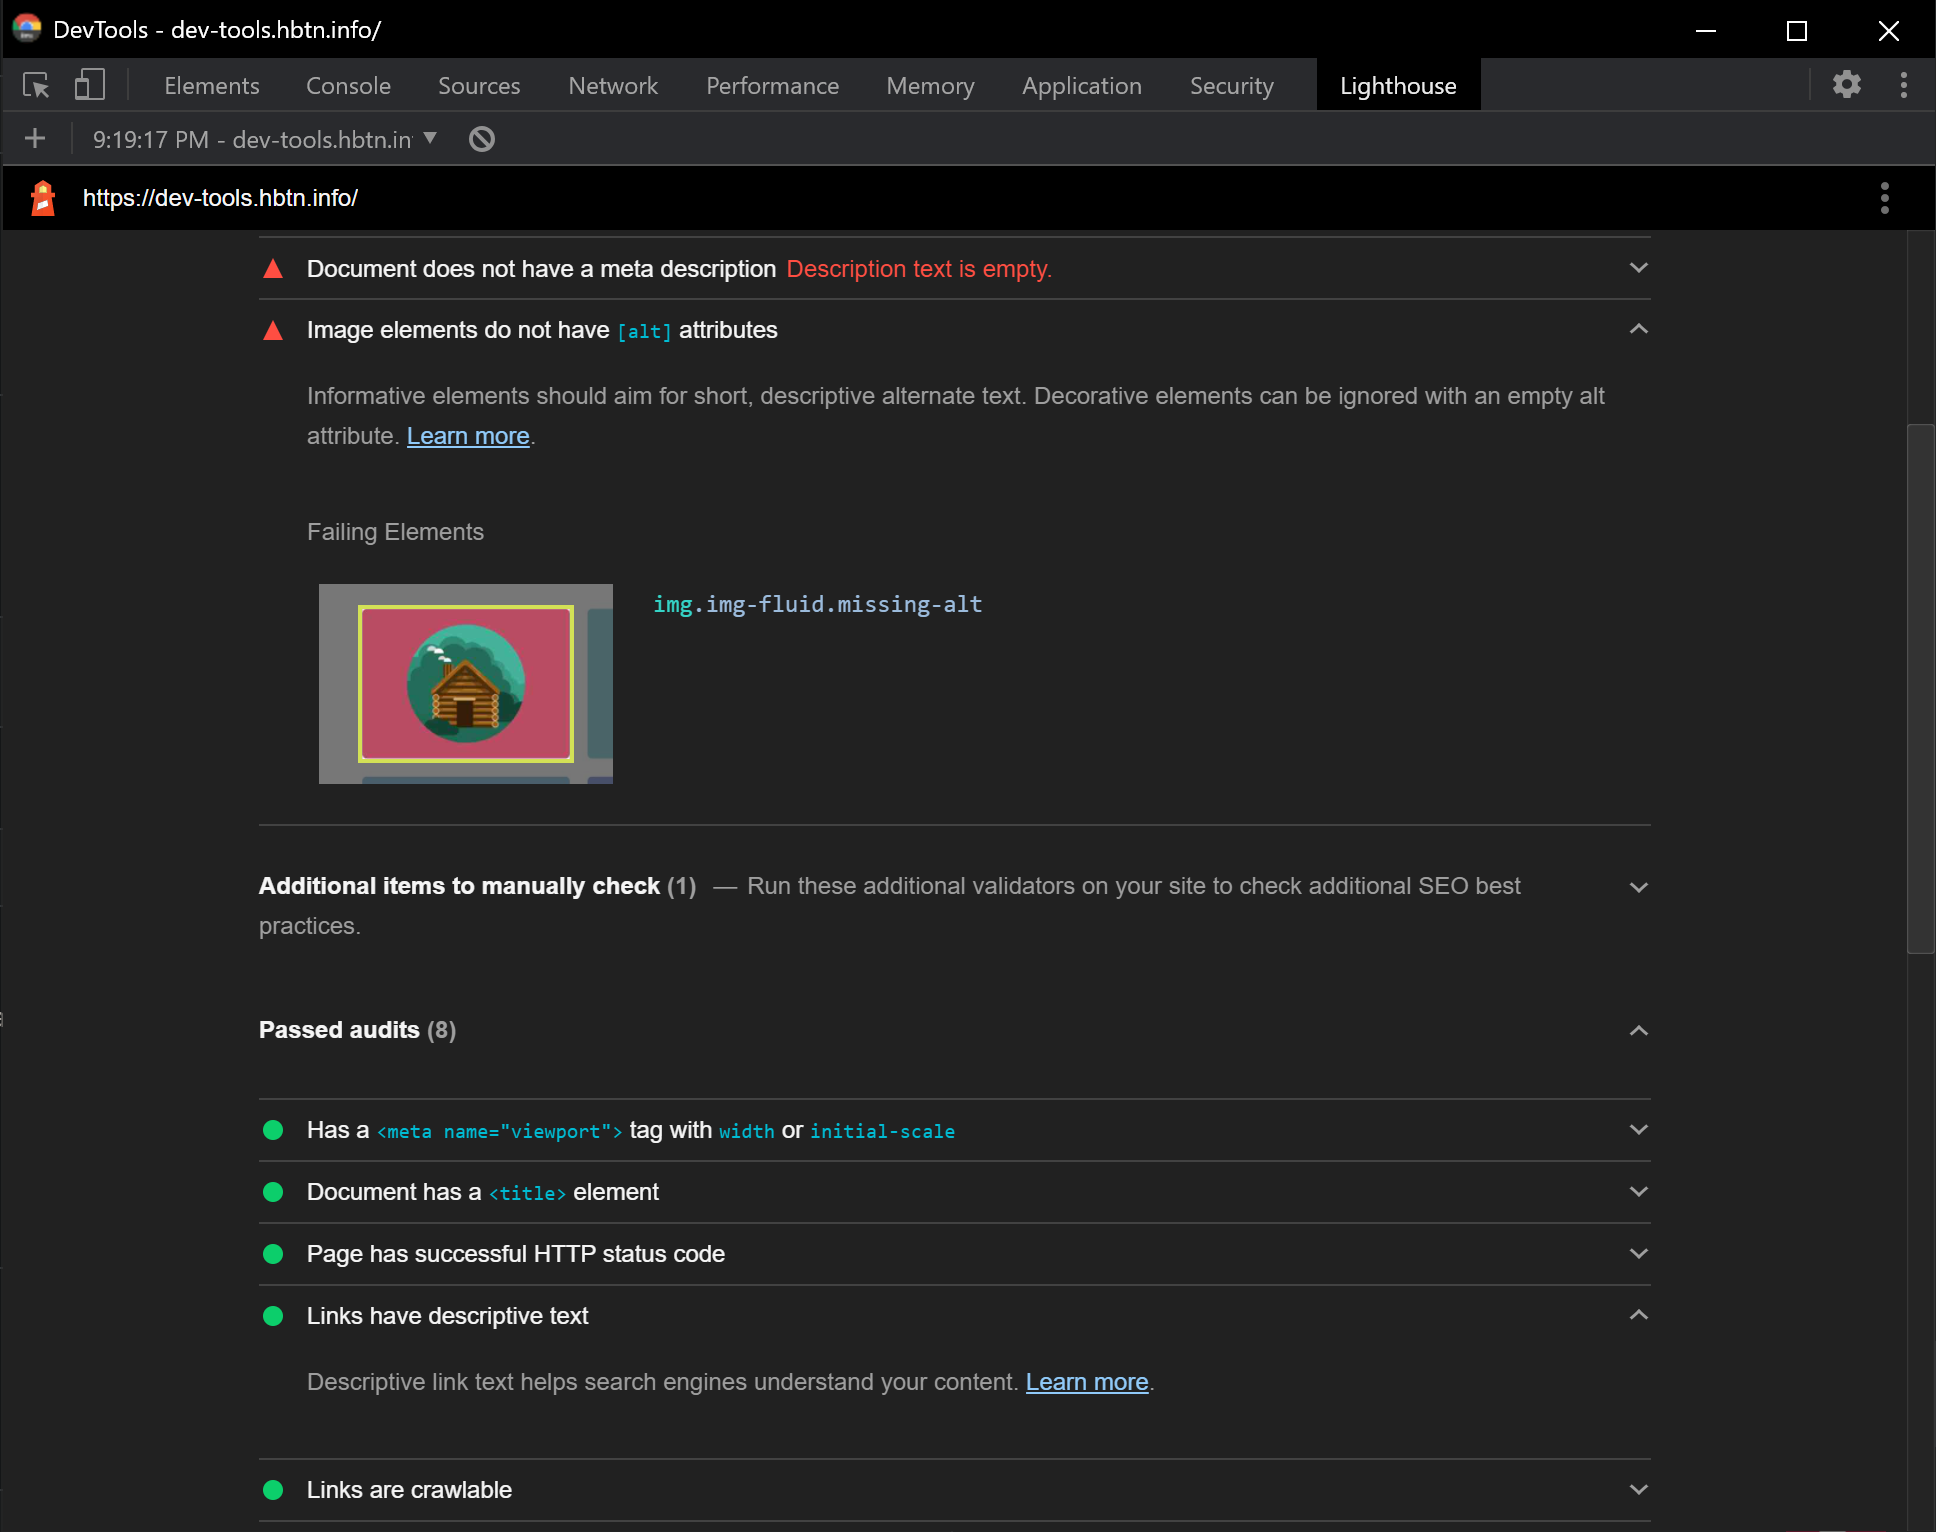 DevTools - dev-tools.hbtn.info/
Elements Console Sources Network Performance Memory Application Security Lighthouse
9:19:17 PM - dev-tools.hbtn.in
https://dev-tools.hbtn.info/
Document does not have a meta description Description text is empty.
Image elements do not have [alt] attributes
Informative elements should aim for short, descriptive alternate text. Decorative elements can be ignored with an empty alt
attribute. Learn more.
Failing Elements
img.img-fluid.missing-alt
Additional items to manually check (1) — Run these additional validators on your site to check additional SEO best
practices.
Passed audits (8)
Has a <meta name="viewport"> tag with width or initial-scale
Document has a <title> element
Page has successful HTTP status code
Links have descriptive text
Descriptive link text helps search engines understand your content. Learn more.
Links are crawlable